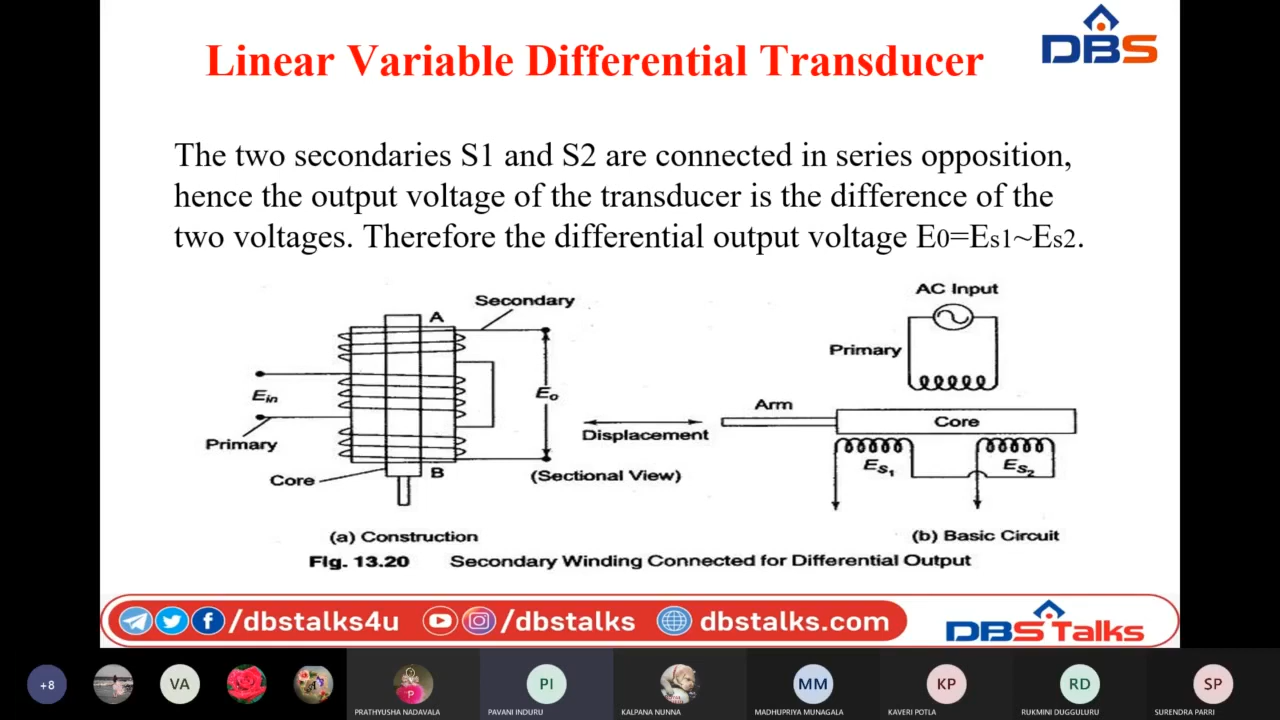 Linear Variable Differential Transducer
DBS
The two secondaries S1 and S2 are connected in series opposition,
hence the output voltage of the transducer is the difference of the
two voltages. Therefore the differential output voltage E0=Es1~Es2.
Secondary
A
Ein
Eo
Primary
Core
B
(Sectional View)
(a) Construction
AC Input
Primary
Arm
Core
Displacement
ES1
ES2
(b) Basic Circuit
Fig. 13.20 Secondary Winding Connected for Differential Output
/dbstalks4u /dbstalks dbstalks.com
DBS Talks
+8
VA
P
PRATHYUSHA NADAVALA
PI
PAVANI INDURU
KALPANA NUNNA
MM
MADHUPRIYA MUNAGALA
KP
KAVERI POTLA
RD
RUKMINI DUGGULURU
SP
SURENDRA PARRI